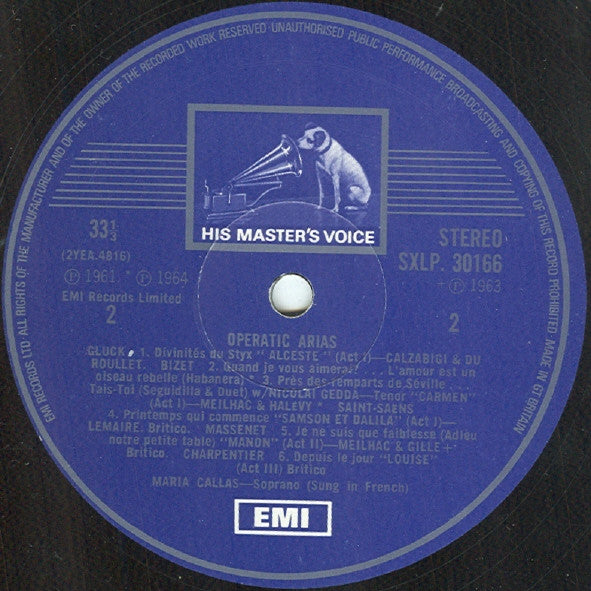 EMI RECORDS LTD ALL RIGHTS OF THE MANUFACTURER AND OF THE OWNER OF THE RECORDED WORK RESERVED · UNAUTHORISED PUBLIC PERFORMANCE BROADCASTING AND COPYING OF THIS RECORD PROHIBITED MADE IN GT BRITAIN
HIS MASTER'S VOICE
33⅓
(2YEA.4816)
Ⓟ 1961 * Ⓟ 1964
EMI Records Limited
2
STEREO
SXLP. 30166
+ Ⓟ 1963
2
OPERATIC ARIAS
GLUCK. 1. Divinités du Styx "ALCESTE" (Act I)—CALZABIGI & DU
ROULLET. BIZET *2. Quand je vous aimerai? . . . L'amour est un
oiseau rebelle (Habanera) * 3. Près des remparts de Séville . . .
Tais-Toi (Seguidilla & Duet) w/NICOLAI GEDDA—Tenor "CARMEN"
(Act I)—MEILHAC & HALEVY SAINT-SAENS
4. Printemps qui commence "SAMSON ET DALILA" (Act I)—
LEMAIRE. Britico. MASSENET 5. Je ne suis que faiblesse (Adieu
notre petite table) "MANON" (Act II)—MEILHAC & GILLE +
Britico. CHARPENTIER 6. Depuis le jour "LOUISE"
(Act III) Britico
MARIA CALLAS—Soprano (Sung in French)
EMI